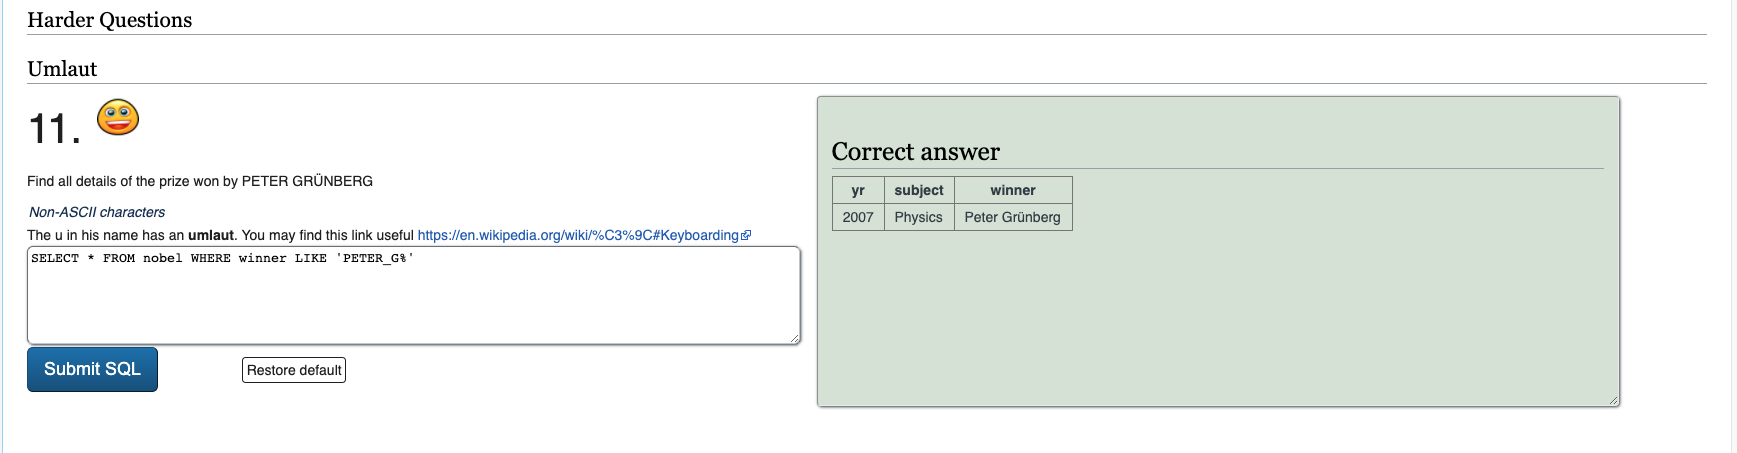 Harder Questions
Umlaut
11.
Find all details of the prize won by PETER GRÜNBERG
Non-ASCII characters
The u in his name has an umlaut. You may find this link useful https://en.wikipedia.org/wiki/%C3%9C#Keyboarding
SELECT * FROM nobel WHERE winner LIKE 'PETER_G%'
Submit SQL
Restore default
Correct answer
yr subject winner
2007 Physics Peter Grünberg